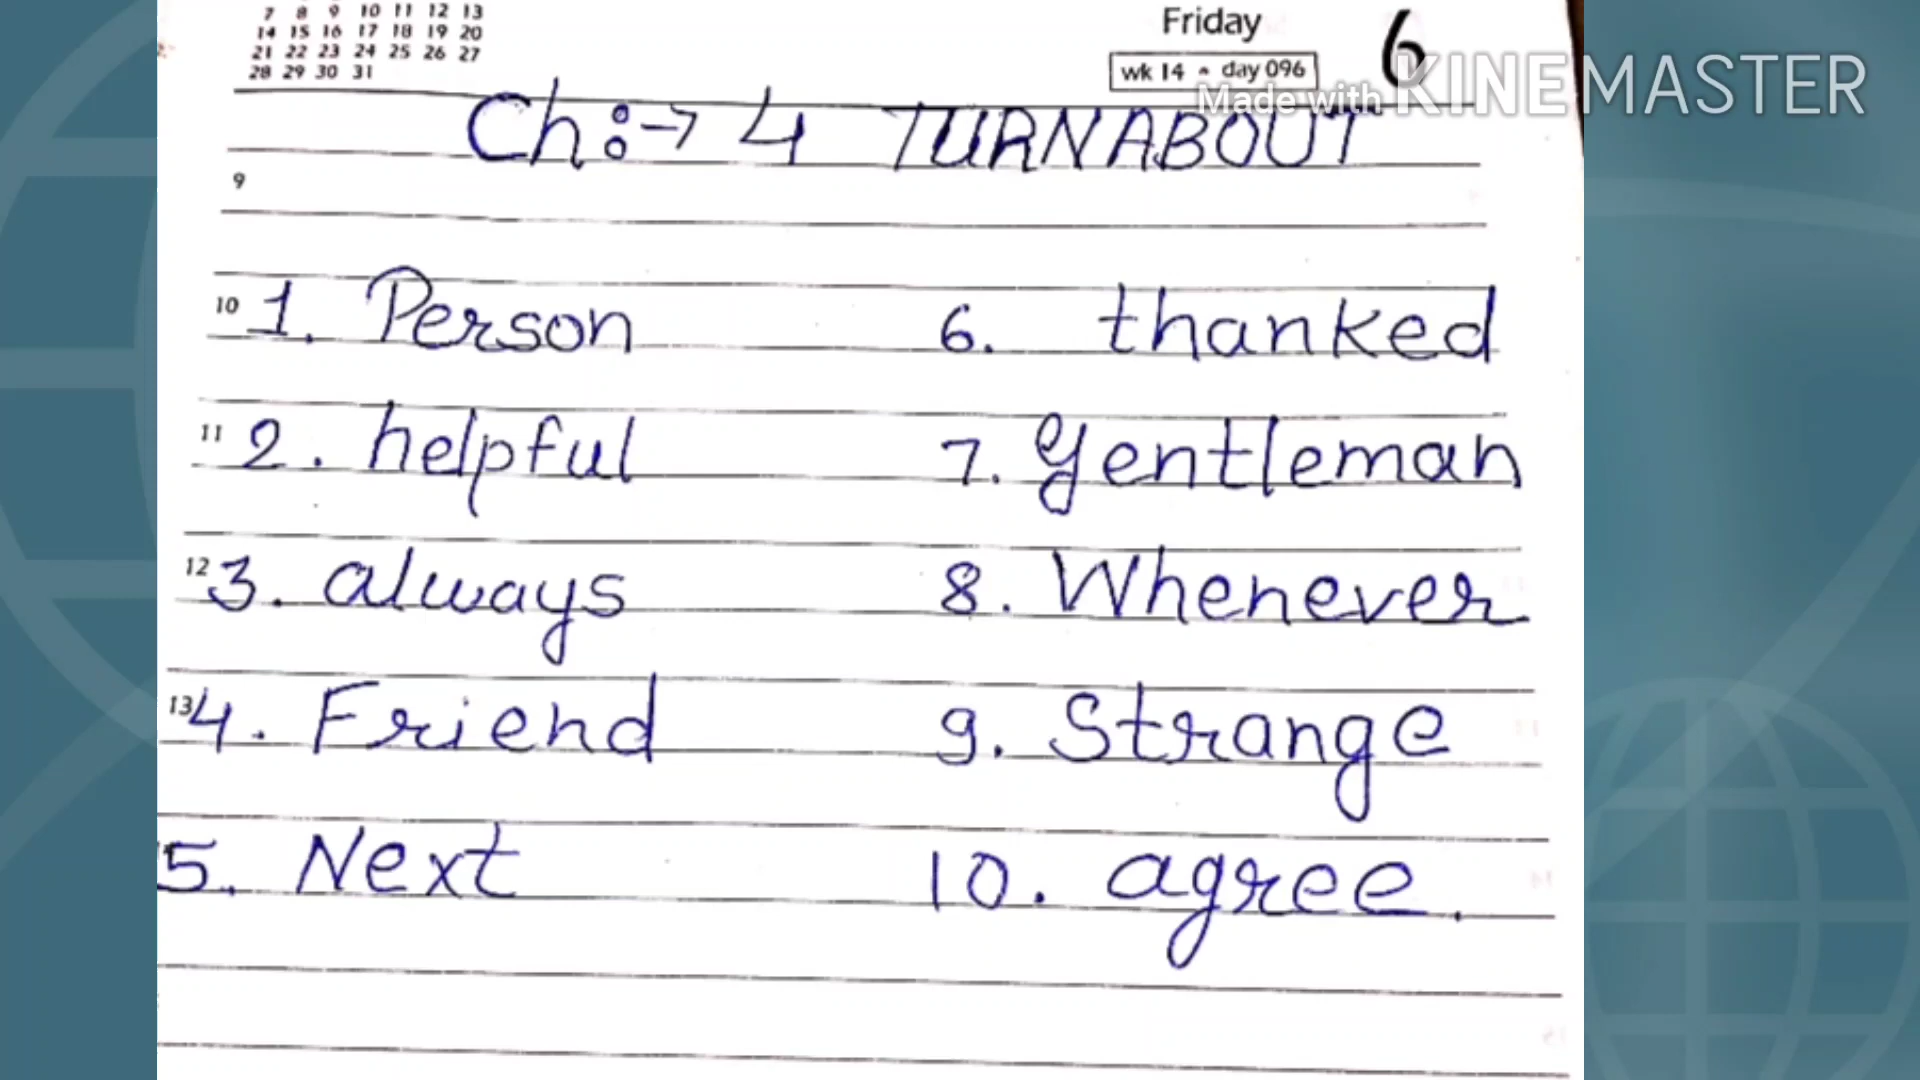 7 8 9 10 11 12 13
14 15 16 17 18 19 20
21 22 23 24 25 26 27
28 29 30 31
Friday 6
wk 14 - day 096
Made with KINEMASTER
Ch:→ 4 TURNABOUT
9
10 1. Person 6. thanked
11 2. helpful 7. Gentleman
12 3. always 8. Whenever
13 4. Friend 9. Strange
5. Next 10. agree.